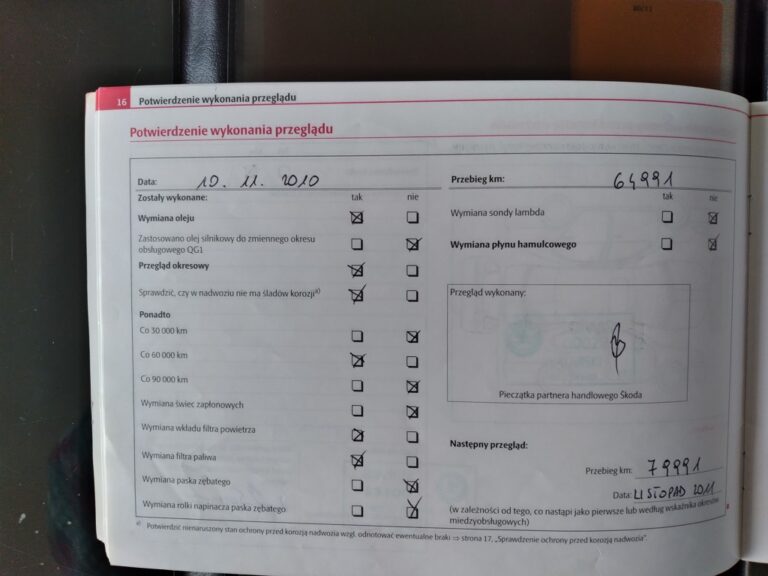 16 Potwierdzenie wykonania przeglądu
Potwierdzenie wykonania przeglądu
Data: 10. 11. 2010
Zostały wykonane: tak nie
Wymiana oleju
Zastosowano olej silnikowy do zmiennego okresu
obsługowego QG1
Przegląd okresowy
Sprawdzić, czy w nadwoziu nie ma śladów korozji a)
Ponadto
Co 30 000 km
Co 60 000 km
Co 90 000 km
Wymiana świec zapłonowych
Wymiana wkładu filtra powietrza
Wymiana filtra paliwa
Wymiana paska zębatego
Wymiana rolki napinacza paska zębatego
Przebieg km: 64991
tak nie
Wymiana sondy lambda
Wymiana płynu hamulcowego
Przegląd wykonany:
Pieczątka partnera handlowego Škoda
Następny przegląd:
Przebieg km: 79991
Data: LISTOPAD 2011
(w zależności od tego, co nastąpi jako pierwsze lub według wskaźnika okresów
miedzyobsługowych)
a) Potwierdzić nienaruszony stan ochrony przed korozją nadwozia wzgl. odnotować ewentualne braki ⇒ strona 17, „Sprawdzenie ochrony przed korozją nadwozia”.